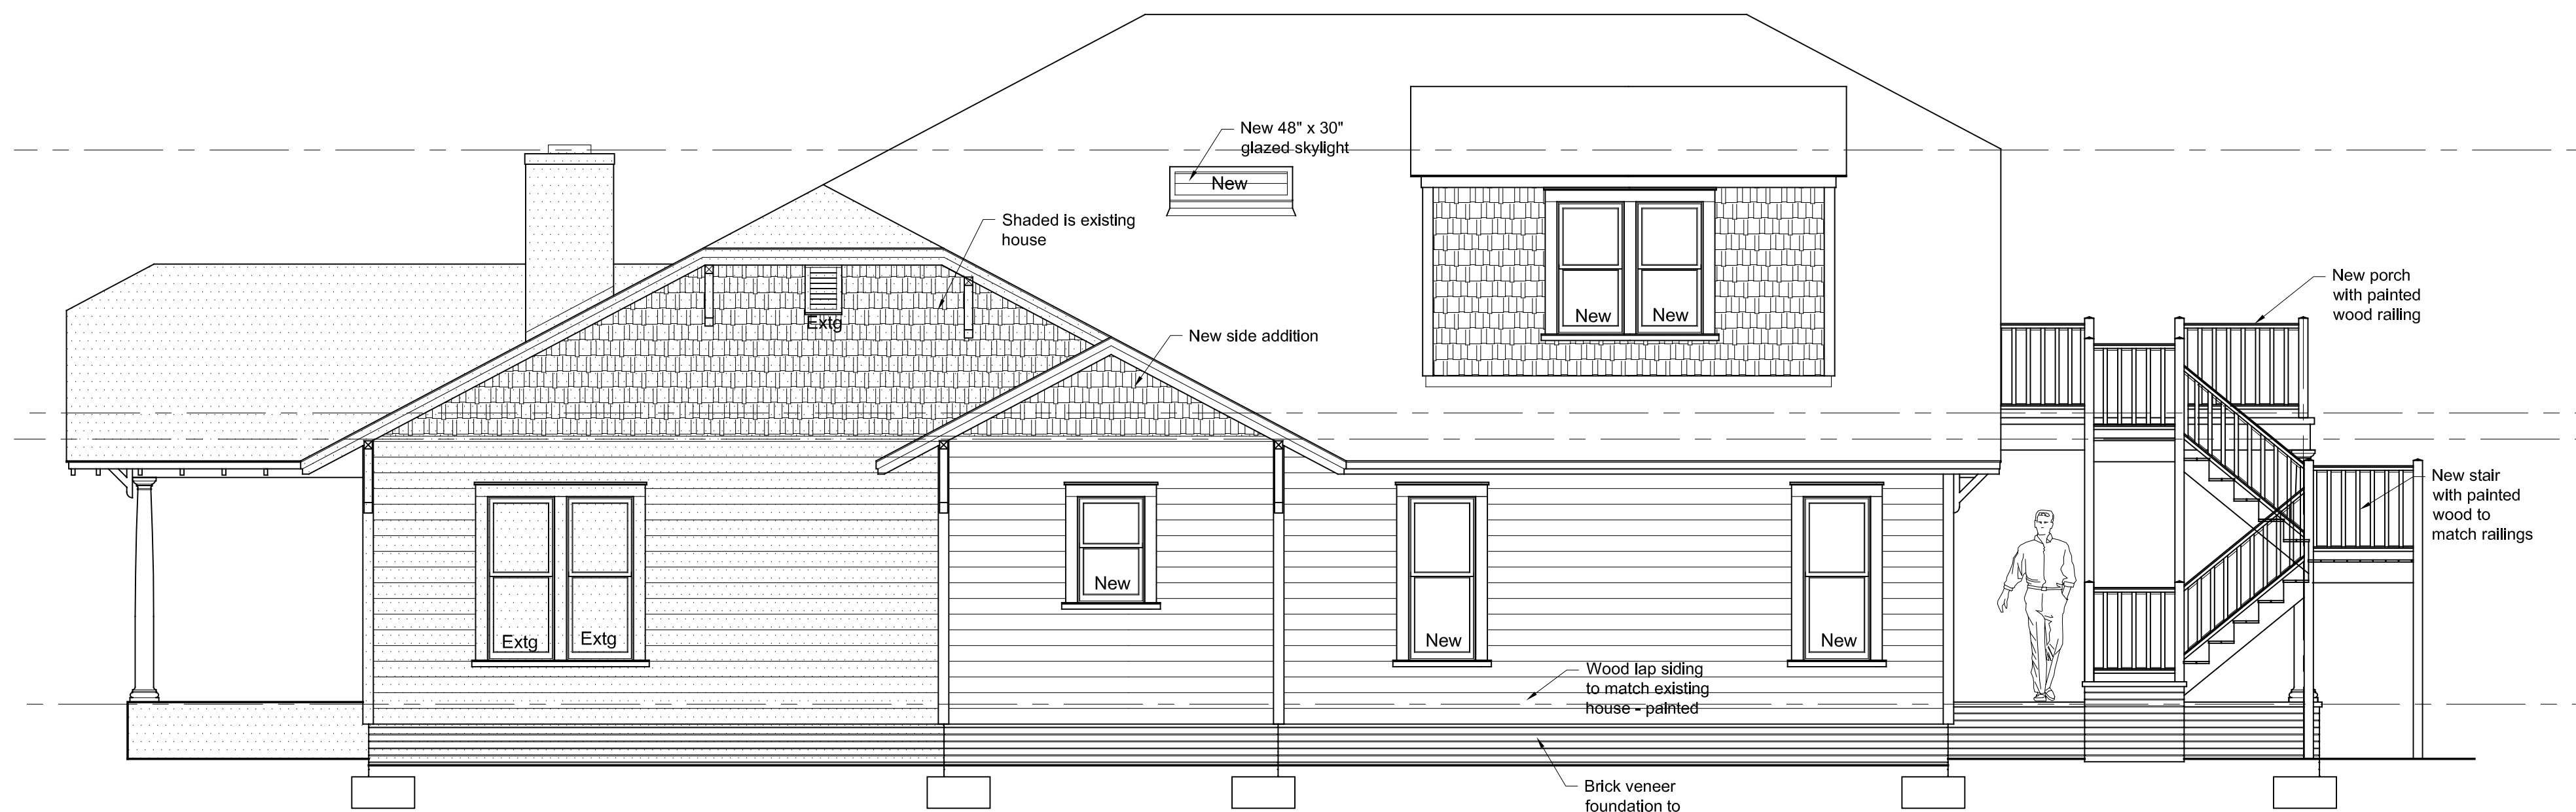 New 48" x 30"
glazed skylight
New
Shaded is existing
house
New porch
with painted
wood railing
New
New
Extg
New side addition
New stair
with painted
wood to
match railings
New
Extg
Extg
New
New
Wood lap siding
to match existing
house - painted
Brick veneer
foundation to